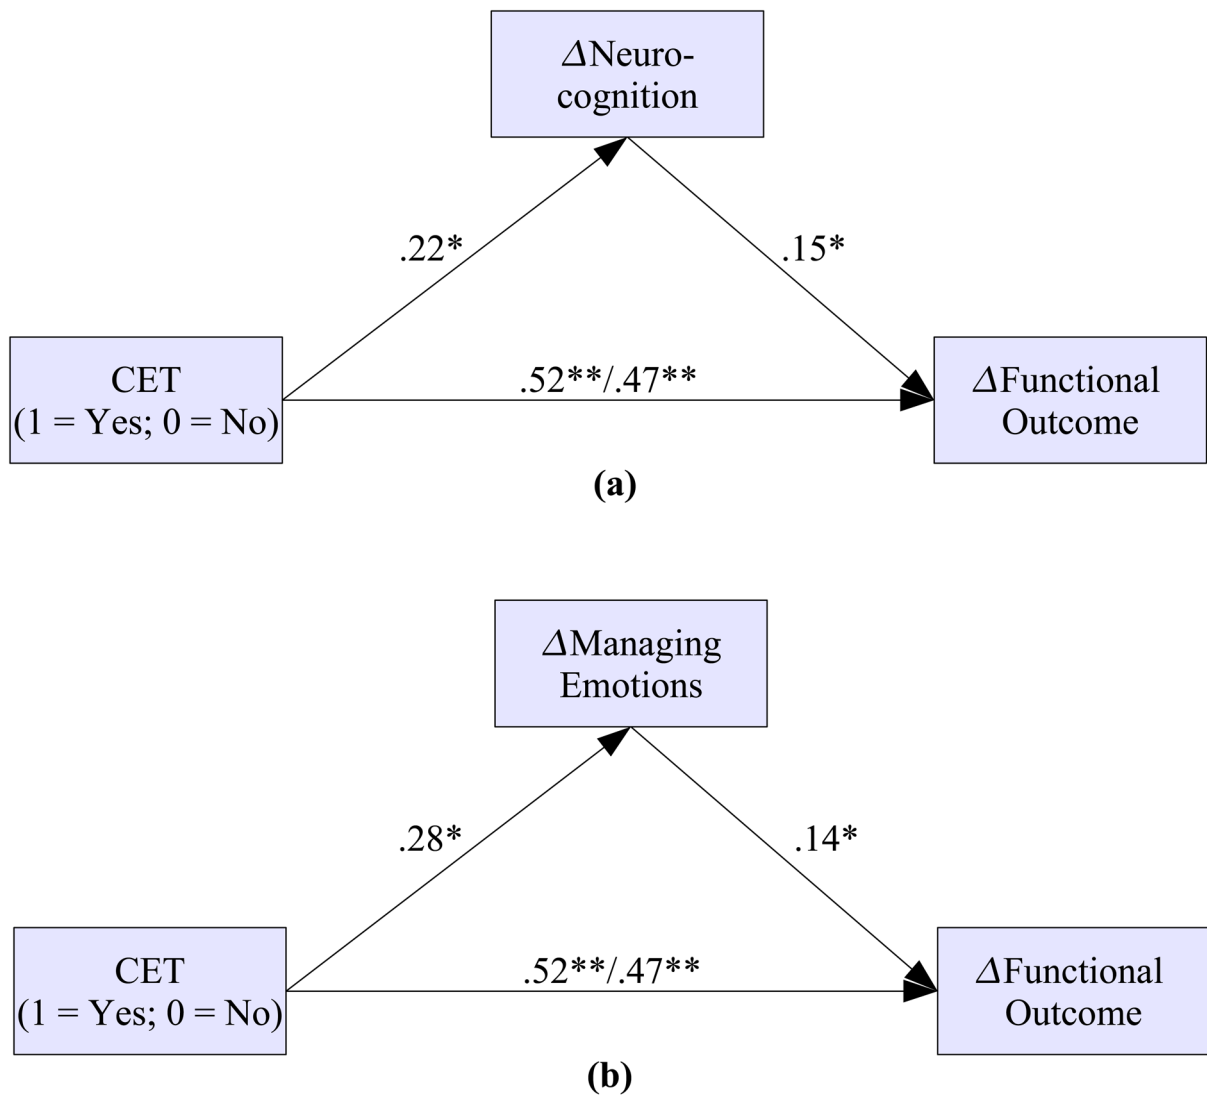 ΔNeuro-
cognition
.22*
.15*
CET
(1 = Yes; 0 = No)
.52**/.47**
ΔFunctional
Outcome
(a)
ΔManaging
Emotions
.28*
.14*
CET
(1 = Yes; 0 = No)
.52**/.47**
ΔFunctional
Outcome
(b)